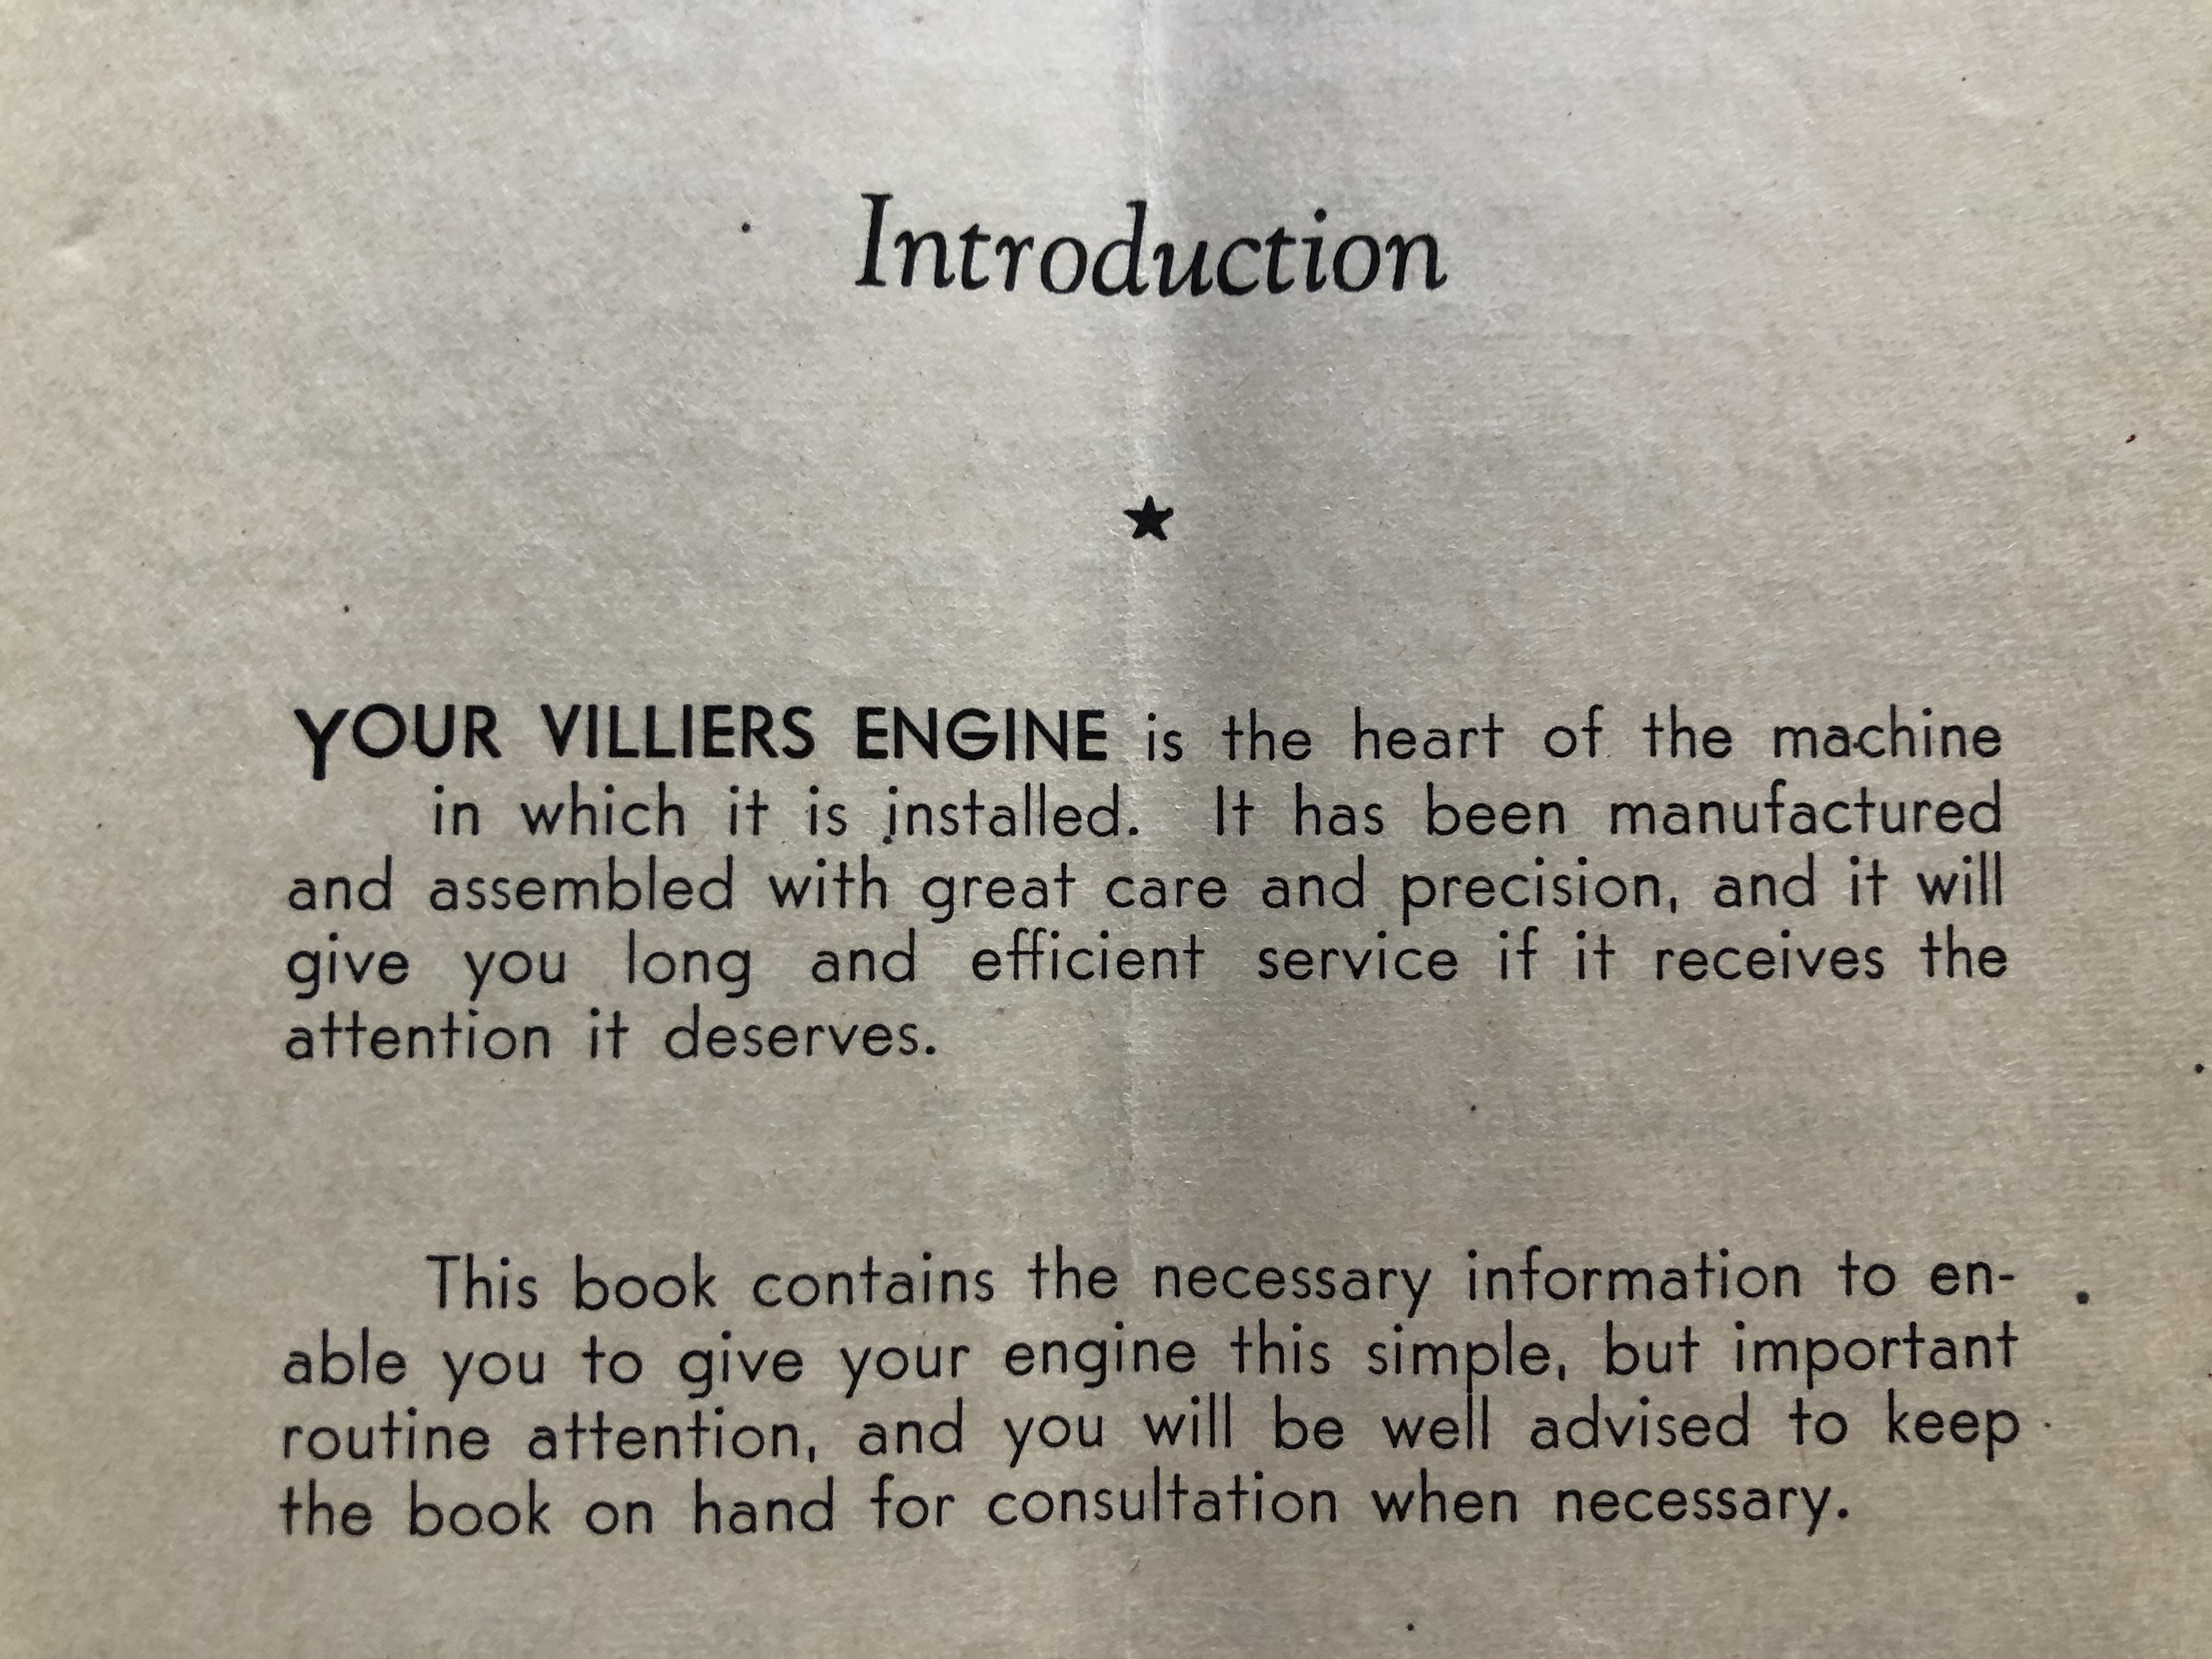 Introduction
★
YOUR VILLIERS ENGINE is the heart of the machine
in which it is installed. It has been manufactured
and assembled with great care and precision, and it will
give you long and efficient service if it receives the
attention it deserves.
This book contains the necessary information to en-
able you to give your engine this simple, but important
routine attention, and you will be well advised to keep
the book on hand for consultation when necessary.